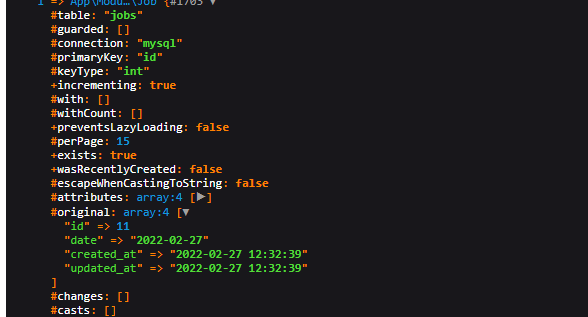 1 => App\Modu…\Job {#1705 ▼
#table: "jobs"
#guarded: []
#connection: "mysql"
#primaryKey: "id"
#keyType: "int"
+incrementing: true
#with: []
#withCount: []
+preventsLazyLoading: false
#perPage: 15
+exists: true
+wasRecentlyCreated: false
#escapeWhenCastingToString: false
#attributes: array:4 [▶]
#original: array:4 [▼
"id" => 11
"date" => "2022-02-27"
"created_at" => "2022-02-27 12:32:39"
"updated_at" => "2022-02-27 12:32:39"
]
#changes: []
#casts: []